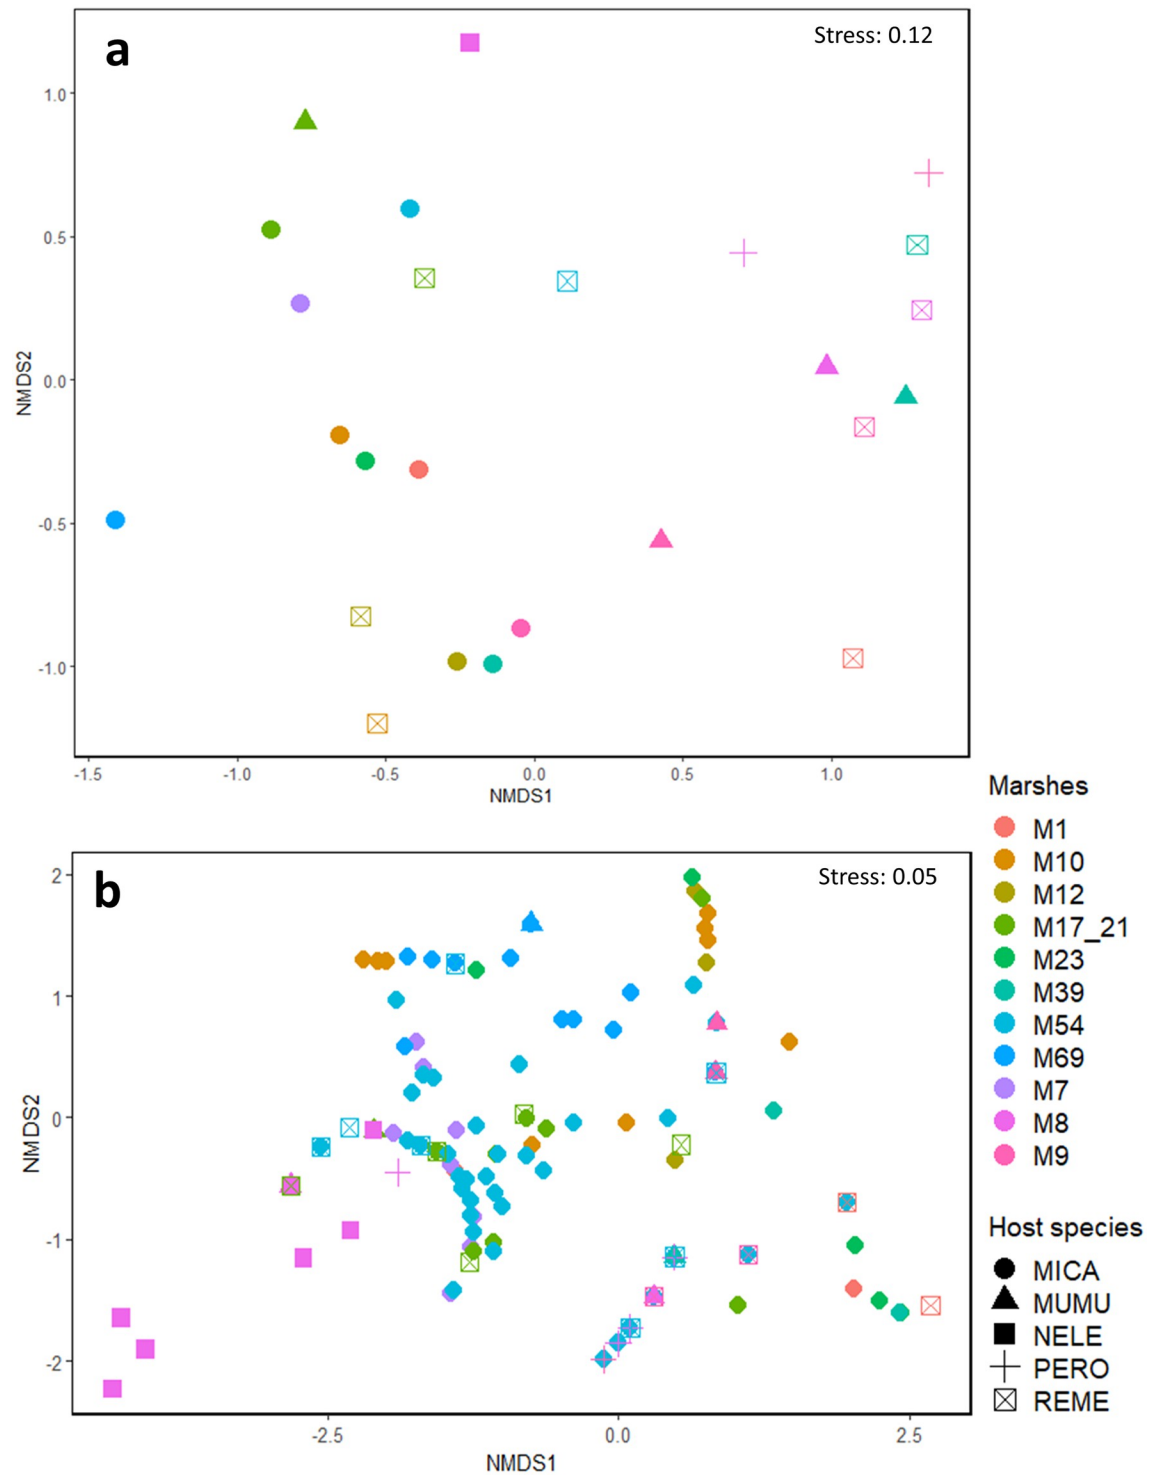 a
Stress: 0.12
1.0
0.5
0.0
-0.5
-1.0
NMDS2
-1.5
-1.0
-0.5
0.0
0.5
1.0
NMDS1
b
Stress: 0.05
2
1
0
-1
-2
NMDS2
-2.5
0.0
2.5
NMDS1
Marshes
M1
M10
M12
M17_21
M23
M39
M54
M69
M7
M8
M9
Host species
MICA
MUMU
NELE
PERO
REME